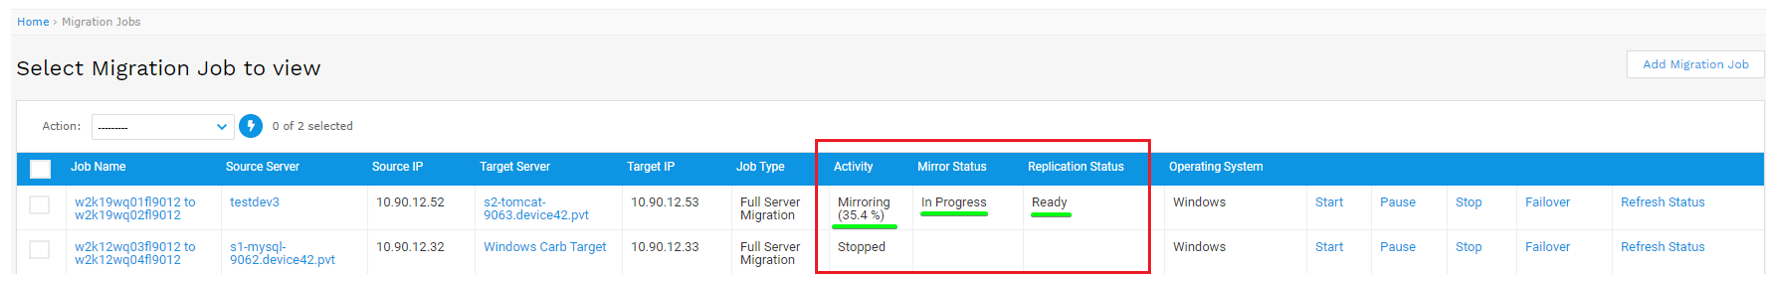 Home › Migration Jobs
Select Migration Job to view
Add Migration Job
Action: --------- 0 of 2 selected
Job Name Source Server Source IP Target Server Target IP Job Type Activity Mirror Status Replication Status Operating System
w2k19wq01fl9012 to testdev3 10.90.12.52 s2-tomcat- 10.90.12.53 Full Server Mirroring In Progress Ready Windows Start Pause Stop Failover Refresh Status
w2k19wq02fl9012 9063.device42.pvt Migration (35.4 %)
w2k12wq03fl9012 to s1-mysql- 10.90.12.32 Windows Carb Target 10.90.12.33 Full Server Stopped Windows Start Pause Stop Failover Refresh Status
w2k12wq04fl9012 9062.device42.pvt Migration